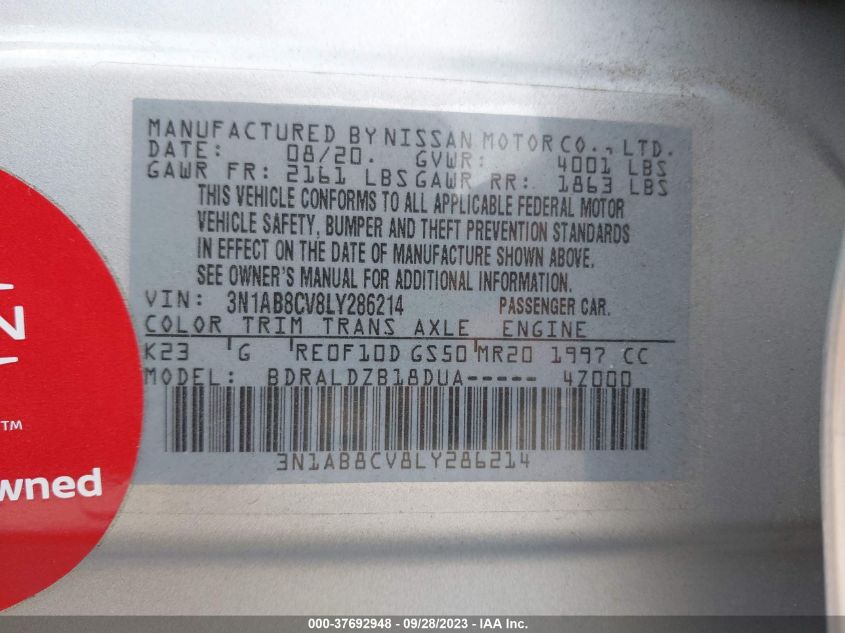 MANUFACTURED BY NISSAN MOTOR CO., LTD.
DATE: 08/20. GVWR: 4001 LBS
GAWR FR: 2161 LBS GAWR RR: 1863 LBS
THIS VEHICLE CONFORMS TO ALL APPLICABLE FEDERAL MOTOR
VEHICLE SAFETY, BUMPER AND THEFT PREVENTION STANDARDS
IN EFFECT ON THE DATE OF MANUFACTURE SHOWN ABOVE.
SEE OWNER'S MANUAL FOR ADDITIONAL INFORMATION.
VIN: 3N1AB8CV8LY286214 PASSENGER CAR.
COLOR TRIM TRANS AXLE ENGINE
K23 G RE0F10D GS50 MR20 1997 CC
MODEL: BDRALDZB18DUA----- 4Z000
3N1AB8CV8LY286214
N
TM
wned
000-37692948 - 09/28/2023 - IAA Inc.